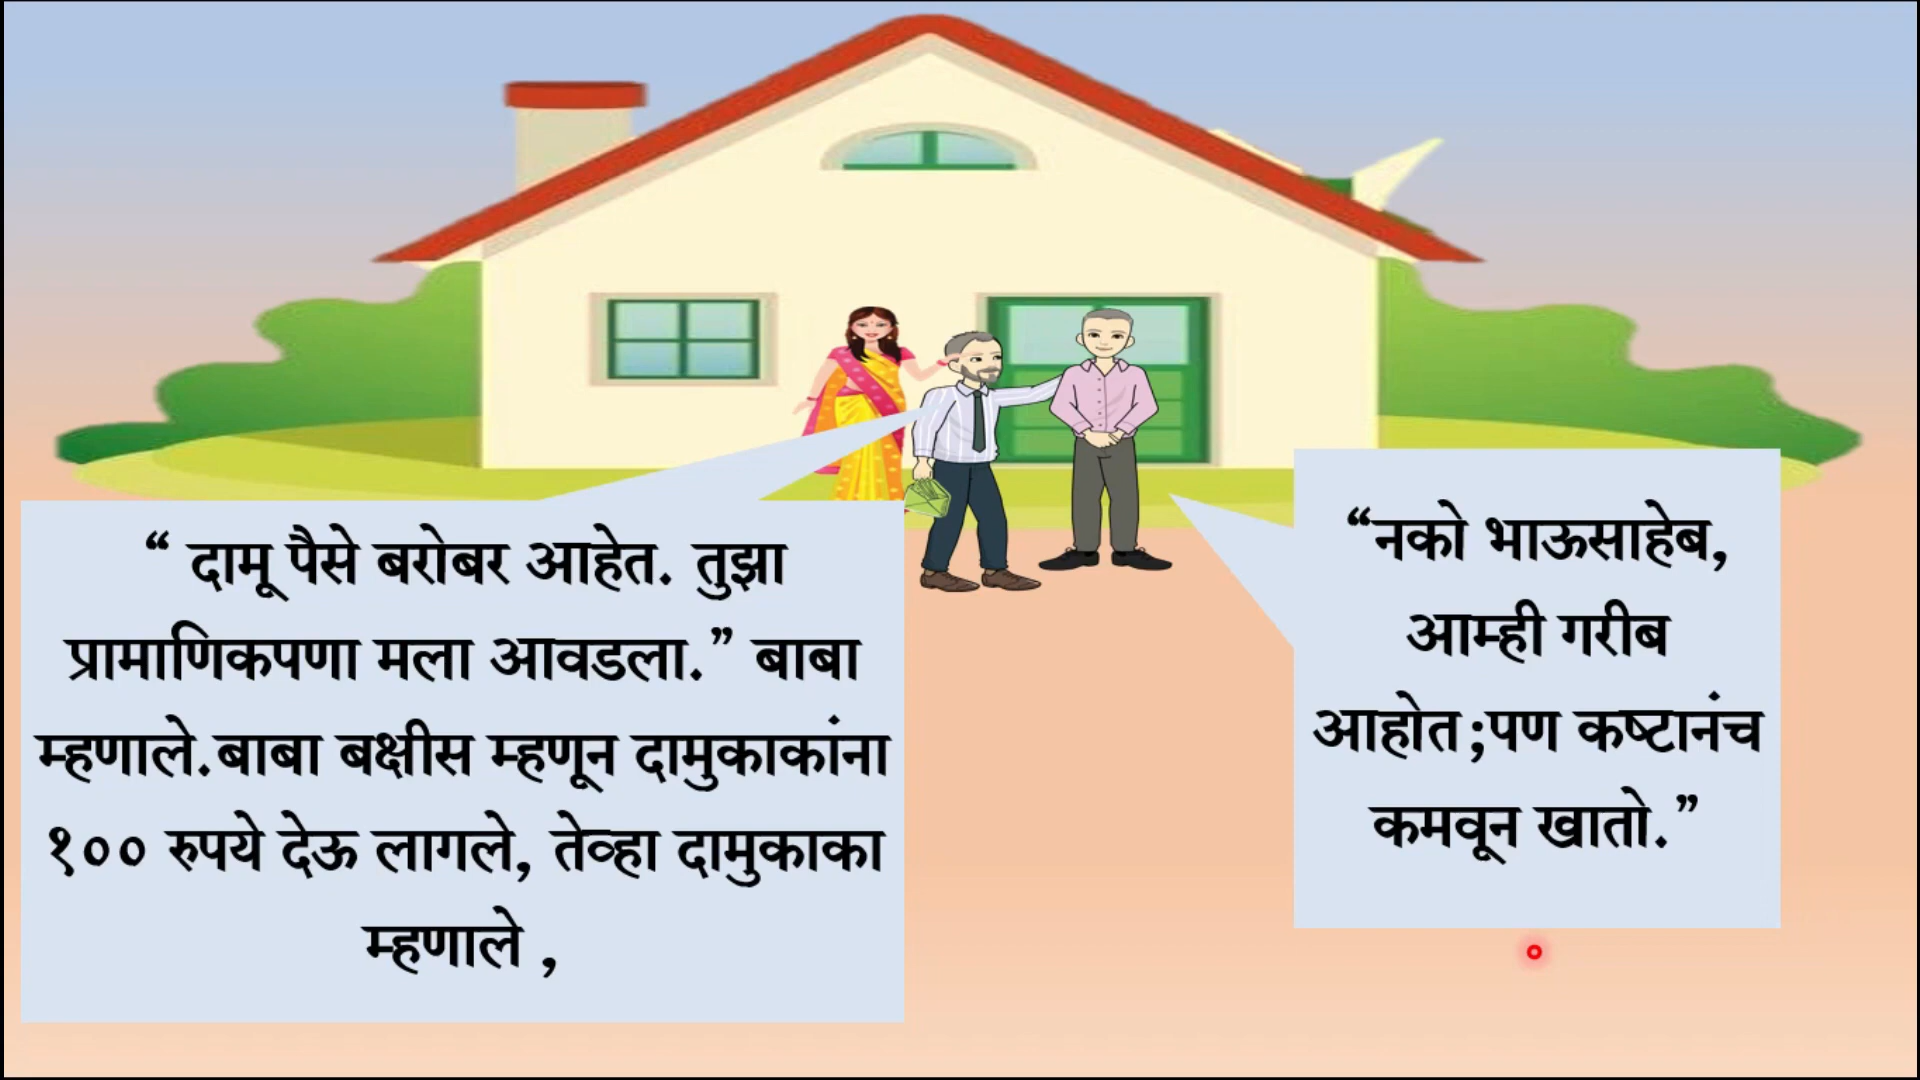 “ दामू पैसे बरोबर आहेत. तुझा
प्रामाणिकपणा मला आवडला.” बाबा
म्हणाले.बाबा बक्षीस म्हणून दामुकाकांना
१०० रुपये देऊ लागले, तेव्हा दामुकाका
म्हणाले ,
“नको भाऊसाहेब,
आम्ही गरीब
आहोत;पण कष्टानंच
कमवून खातो.”